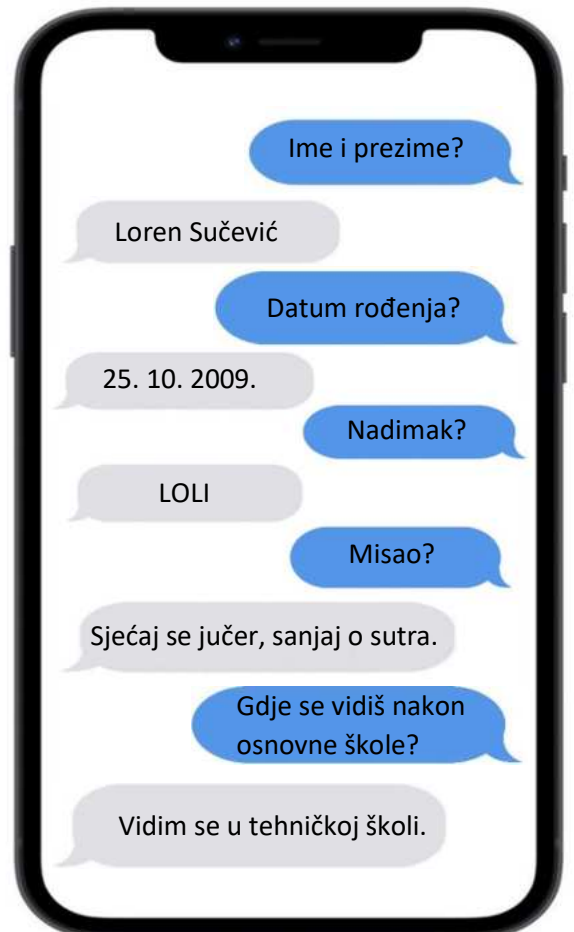 Ime i prezime?
Loren Sučević
Datum rođenja?
25. 10. 2009.
Nadimak?
LOLI
Misao?
Sjećaj se jučer, sanjaj o sutra.
Gdje se vidiš nakon
osnovne škole?
Vidim se u tehničkoj školi.